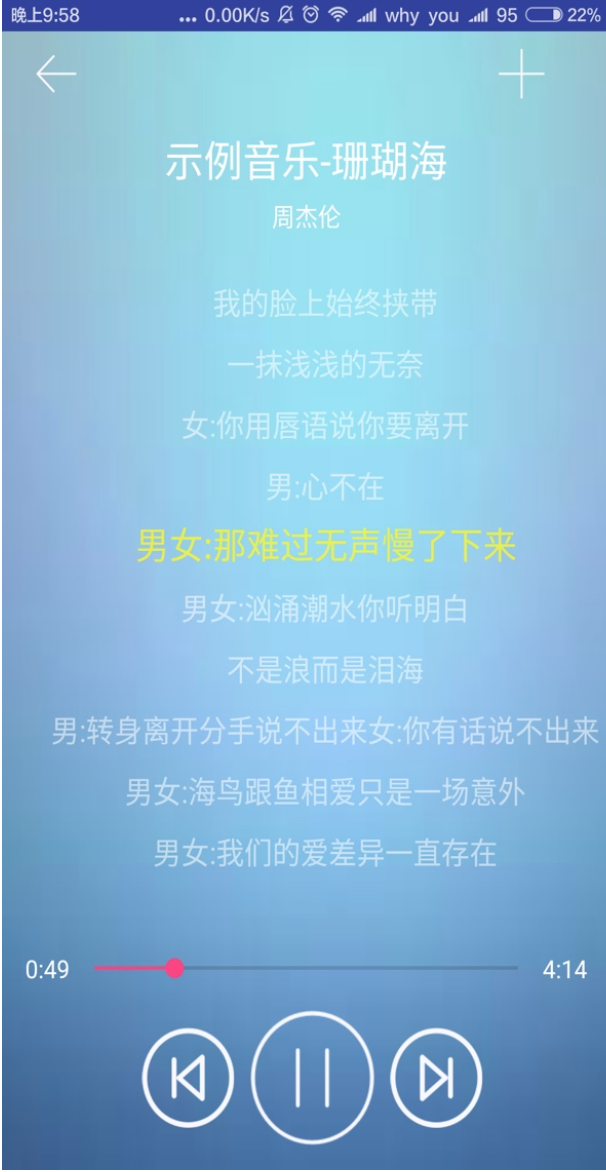 晚上9:58 ... 0.00K/s why you 95 22%
示例音乐-珊瑚海
周杰伦
我的脸上始终挟带
一抹浅浅的无奈
女:你用唇语说你要离开
男:心不在
男女:那难过无声慢了下来
男女:汹涌潮水你听明白
不是浪而是泪海
男:转身离开分手说不出来女:你有话说不出来
男女:海鸟跟鱼相爱只是一场意外
男女:我们的爱差异一直存在
0:49 4:14